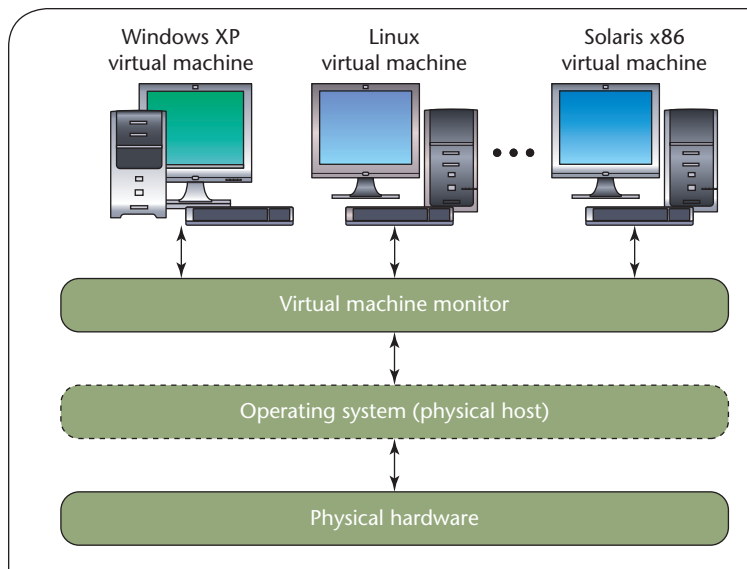 Windows XP
virtual machine
Linux
virtual machine
Solaris x86
virtual machine
Virtual machine monitor
Operating system (physical host)
Physical hardware